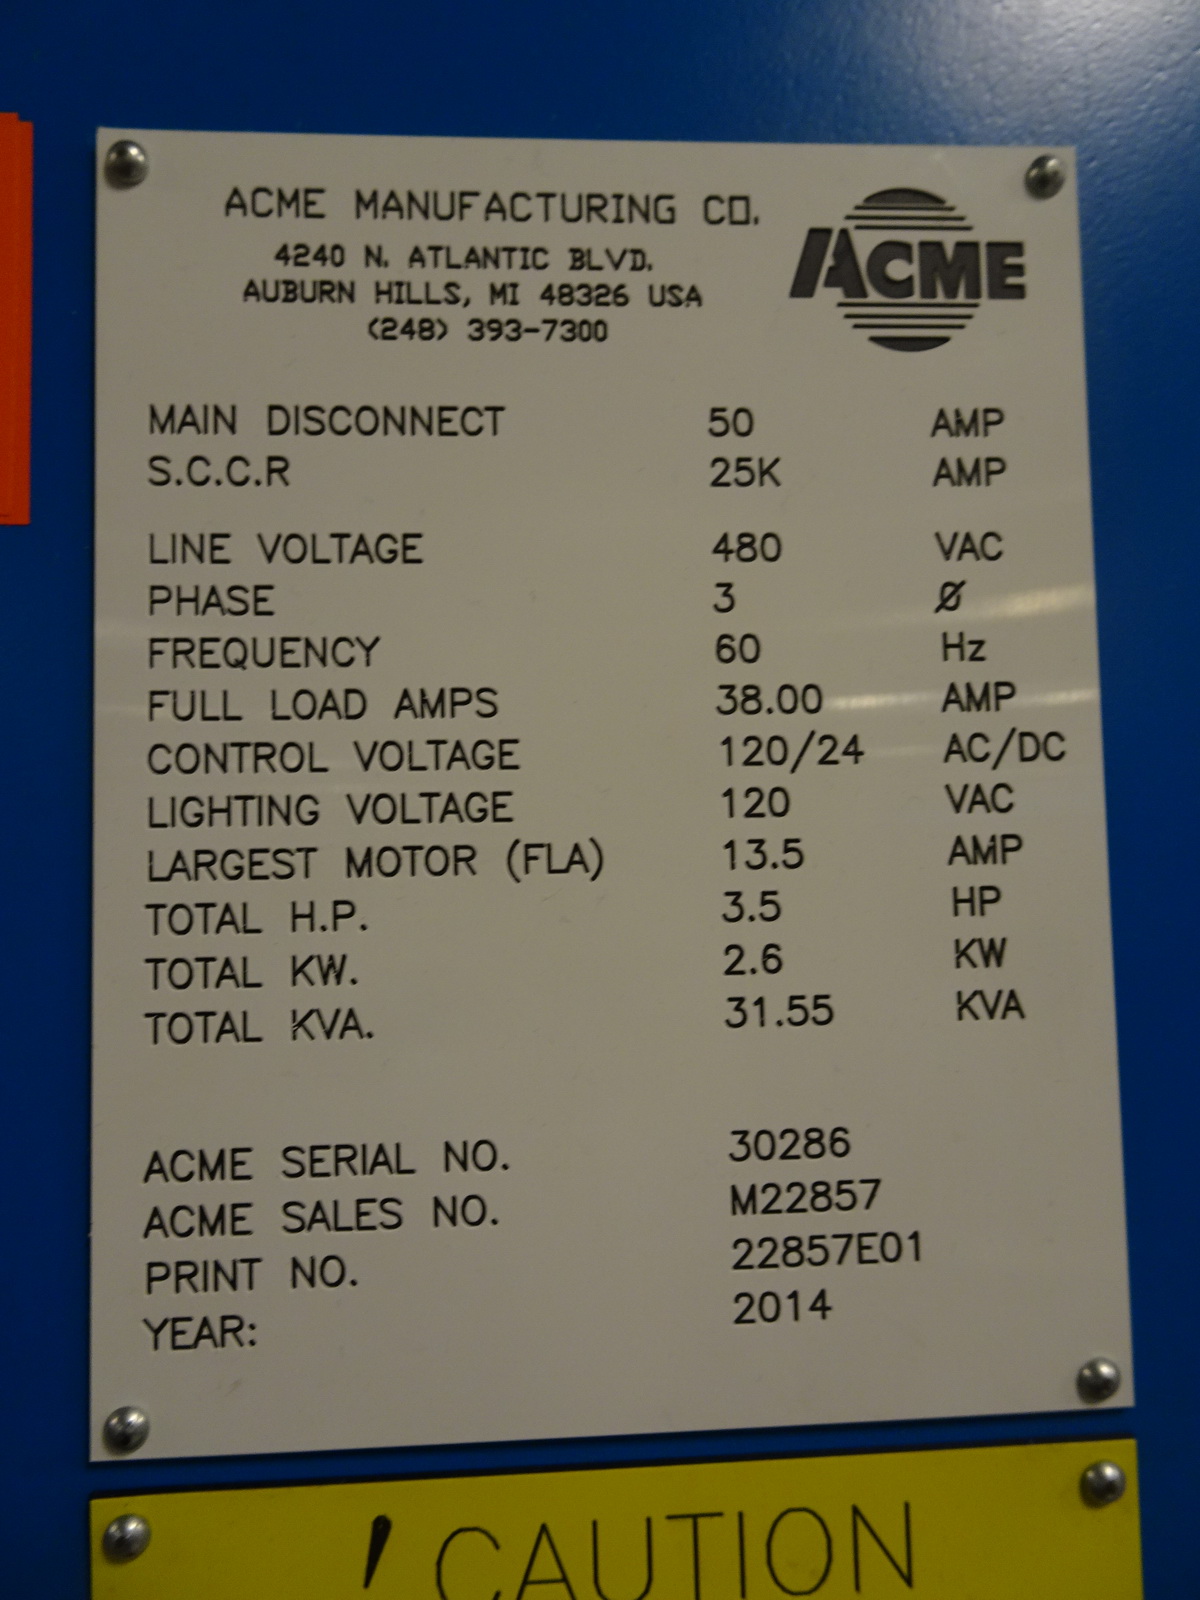 ACME MANUFACTURING CO.
4240 N. ATLANTIC BLVD.
AUBURN HILLS, MI 48326 USA
(248) 393-7300
ACME
MAIN DISCONNECT 50 AMP
S.C.C.R 25K AMP
LINE VOLTAGE 480 VAC
PHASE 3 Ø
FREQUENCY 60 Hz
FULL LOAD AMPS 38.00 AMP
CONTROL VOLTAGE 120/24 AC/DC
LIGHTING VOLTAGE 120 VAC
LARGEST MOTOR (FLA) 13.5 AMP
TOTAL H.P. 3.5 HP
TOTAL KW. 2.6 KW
TOTAL KVA. 31.55 KVA
ACME SERIAL NO. 30286
ACME SALES NO. M22857
PRINT NO. 22857E01
YEAR: 2014
! CAUTION